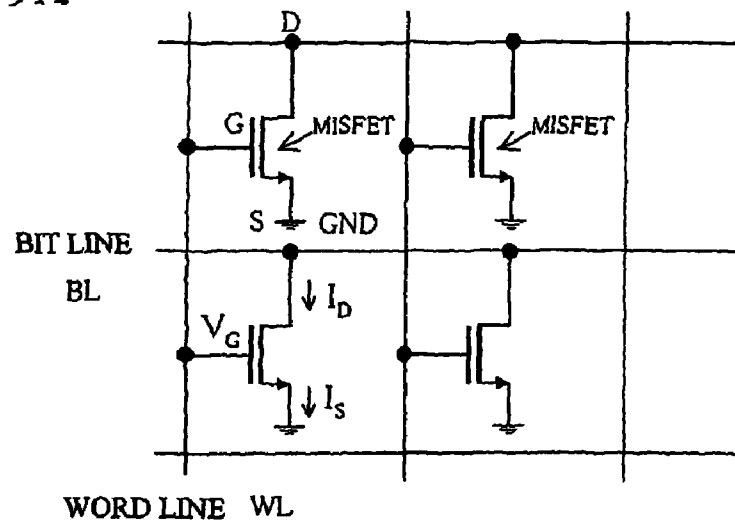 D
G MISFET MISFET
S GND
BIT LINE
BL
I_D
V_G
I_S
WORD LINE WL